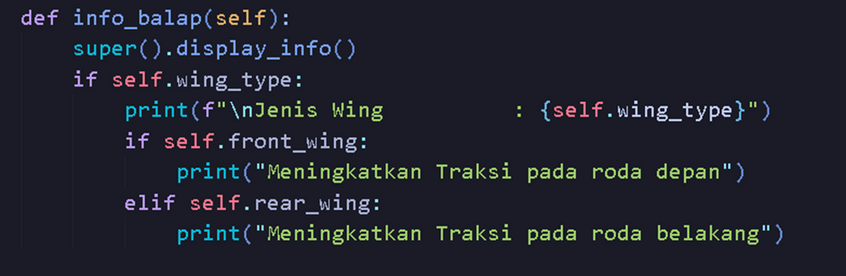 def info_balap(self):
    super().display_info()
    if self.wing_type:
        print(f"\nJenis Wing          : {self.wing_type}")
        if self.front_wing:
            print("Meningkatkan Traksi pada roda depan")
        elif self.rear_wing:
            print("Meningkatkan Traksi pada roda belakang")